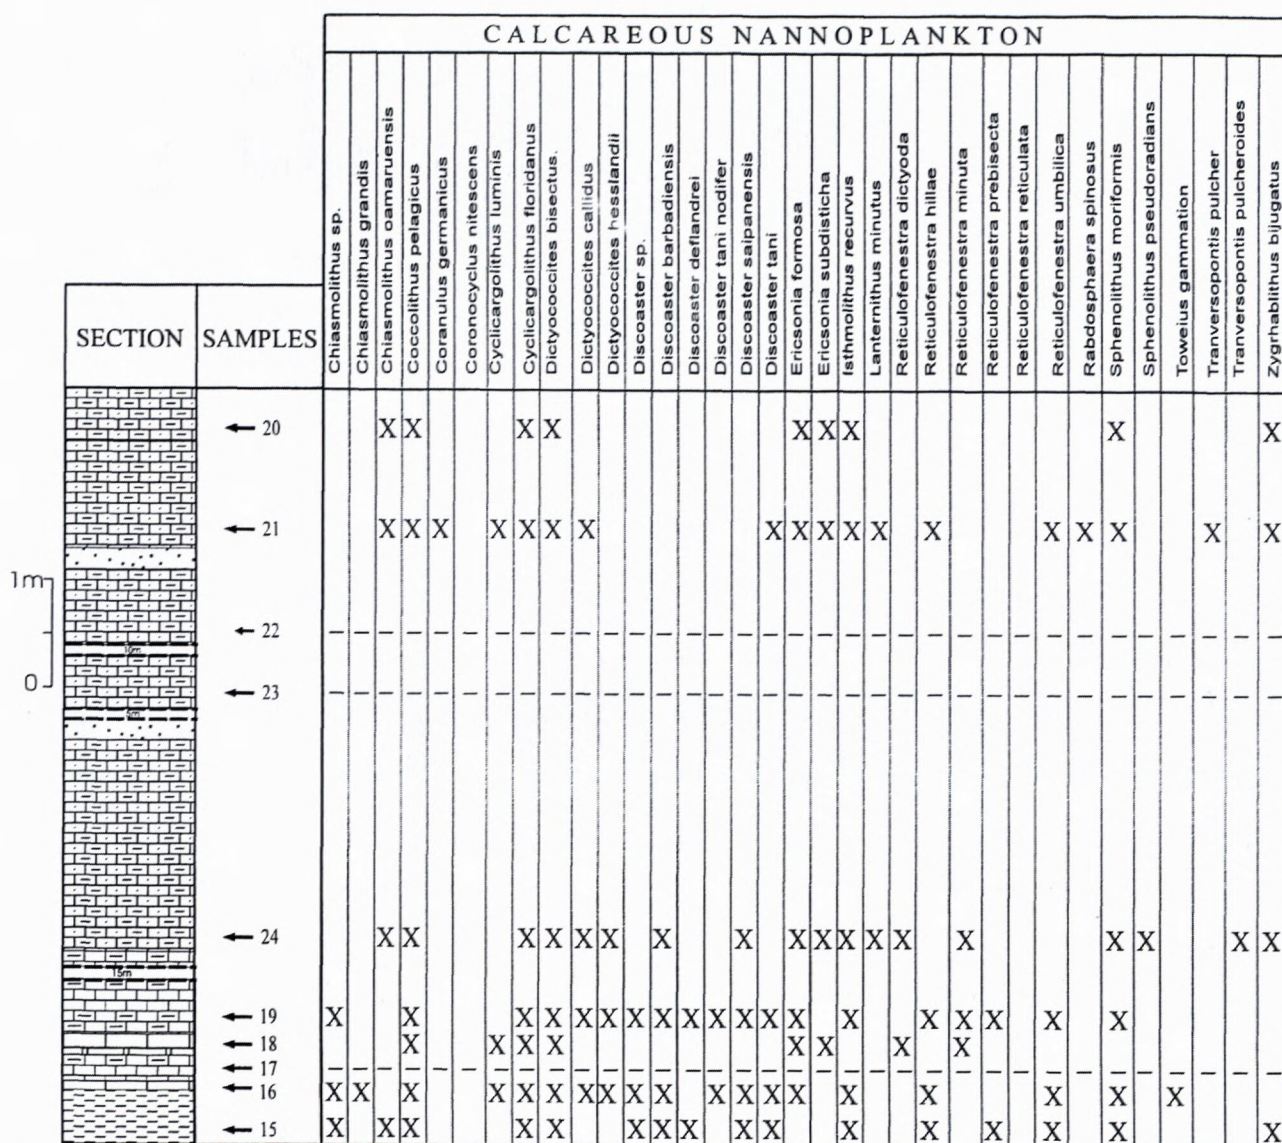 CALCAREOUS NANNOPLANKTON
SECTION
SAMPLES
Chiasmolithus sp.
Chiasmolithus grandis
Chiasmolithus oamaruensis
Coccolithus pelagicus
Coranulus germanicus
Coronocyclus nitescens
Cyclicargolithus luminis
Cyclicargolithus floridanus
Dictyococcites bisectus.
Dictyococcites callidus
Dictyococcites hesslandii
Discoaster sp.
Discoaster barbadiensis
Discoaster deflandrei
Discoaster tani nodifer
Discoaster saipanensis
Discoaster tani
Ericsonia formosa
Ericsonia subdisticha
Isthmolithus recurvus
Lanternithus minutus
Reticulofenestra dictyoda
Reticulofenestra hillae
Reticulofenestra minuta
Reticulofenestra prebisecta
Reticulofenestra reticulata
Reticulofenestra umbilica
Rabdosphaera spinosus
Sphenolithus moriformis
Sphenolithus pseudoradians
Toweius gammation
Tranversopontis pulcher
Tranversopontis pulcheroides
Zygrhablithus bijugatus
20 X X X X X X X X X
21 X X X X X X X X X X X X X X X X X X
1m
22
10m
0
23
5m
24 X X X X X X X X X X X X X X X X X X
15m
19 X X X X X X X X X X X X X X X X X X X
18 X X X X X X X X
17
16 X X X X X X X X X X X X X X X X X X X
15 X X X X X X X X X X X X X X X X